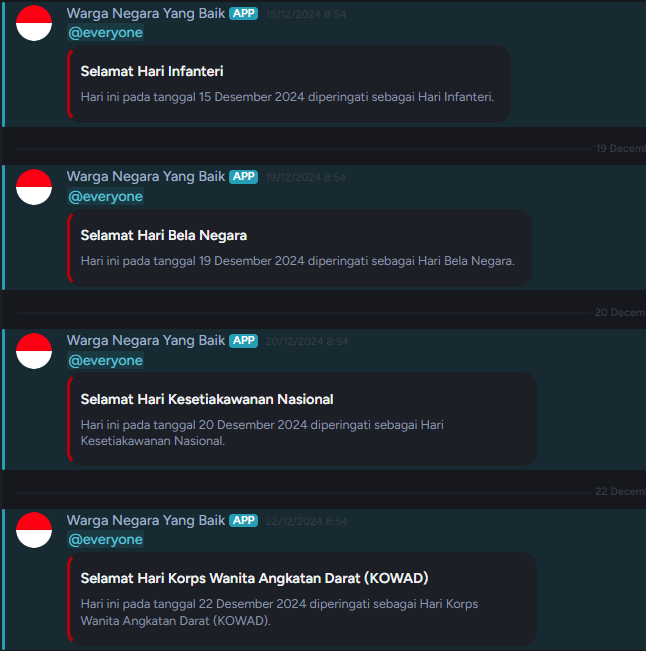 Warga Negara Yang Baik APP 15/12/2024 8:54
@everyone
Selamat Hari Infanteri
Hari ini pada tanggal 15 Desember 2024 diperingati sebagai Hari Infanteri.
19 Decem
Warga Negara Yang Baik APP 19/12/2024 8:54
@everyone
Selamat Hari Bela Negara
Hari ini pada tanggal 19 Desember 2024 diperingati sebagai Hari Bela Negara.
20 Decem
Warga Negara Yang Baik APP 20/12/2024 8:54
@everyone
Selamat Hari Kesetiakawanan Nasional
Hari ini pada tanggal 20 Desember 2024 diperingati sebagai Hari
Kesetiakawanan Nasional.
22 Decem
Warga Negara Yang Baik APP 22/12/2024 8:54
@everyone
Selamat Hari Korps Wanita Angkatan Darat (KOWAD)
Hari ini pada tanggal 22 Desember 2024 diperingati sebagai Hari Korps
Wanita Angkatan Darat (KOWAD).